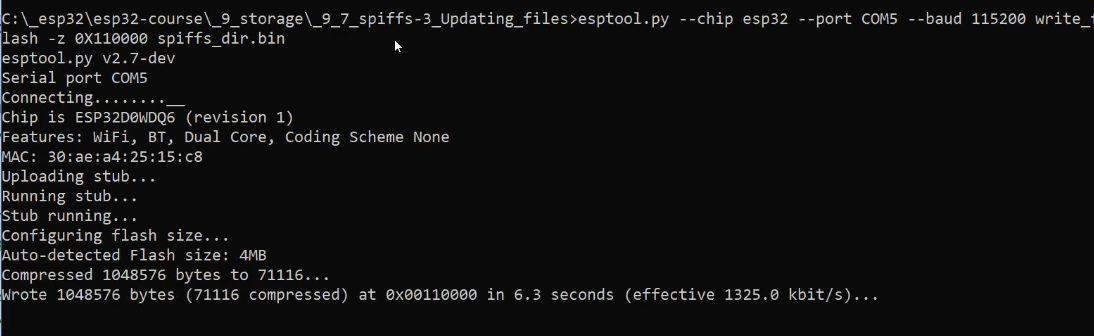 C:\_esp32\esp32-course\_9_storage\_9_7_spiffs-3_Updating_files>esptool.py --chip esp32 --port COM5 --baud 115200 write_f
lash -z 0X110000 spiffs_dir.bin
esptool.py v2.7-dev
Serial port COM5
Connecting........__
Chip is ESP32D0WDQ6 (revision 1)
Features: WiFi, BT, Dual Core, Coding Scheme None
MAC: 30:ae:a4:25:15:c8
Uploading stub...
Running stub...
Stub running...
Configuring flash size...
Auto-detected Flash size: 4MB
Compressed 1048576 bytes to 71116...
Wrote 1048576 bytes (71116 compressed) at 0x00110000 in 6.3 seconds (effective 1325.0 kbit/s)...